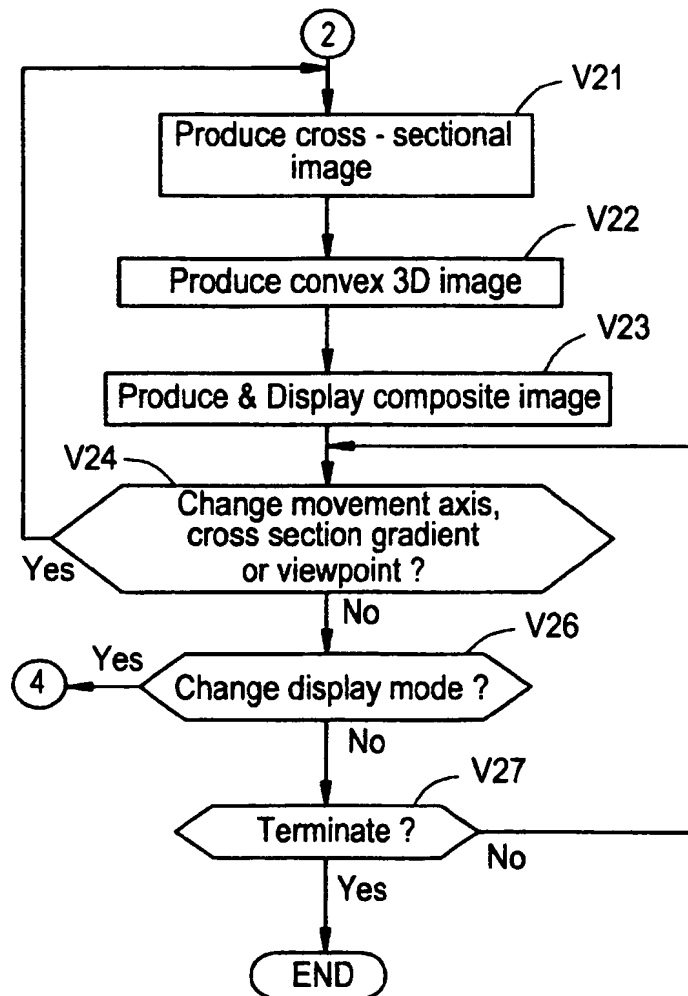 2
V21
Produce cross - sectional
image
V22
Produce convex 3D image
V23
Produce & Display composite image
V24
Change movement axis,
cross section gradient
or viewpoint ?
Yes
No
V26
Yes
4
Change display mode ?
No
V27
Terminate ?
No
Yes
END